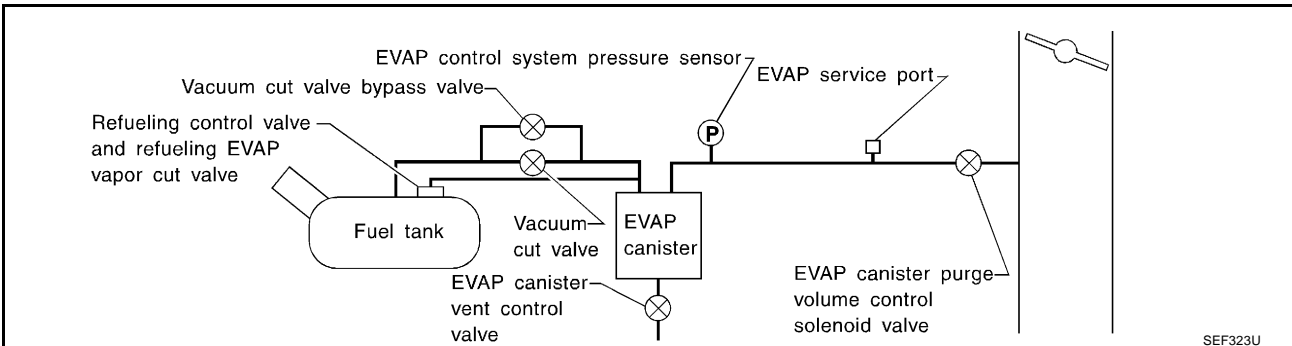 EVAP control system pressure sensor
EVAP service port
Vacuum cut valve bypass valve
Refueling control valve
and refueling EVAP
vapor cut valve
P
Fuel tank
Vacuum
cut valve
EVAP
canister
EVAP canister
vent control
valve
EVAP canister purge
volume control
solenoid valve
SEF323U